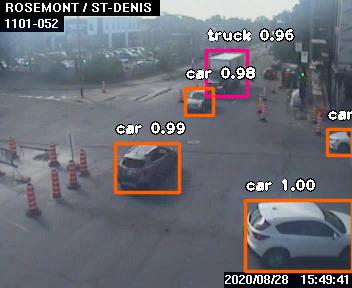 ROSEMONT / ST-DENIS
1101-052
truck 0.96
car 0.98
car
car 0.99
car 1.00
2020/08/28 15:49:41